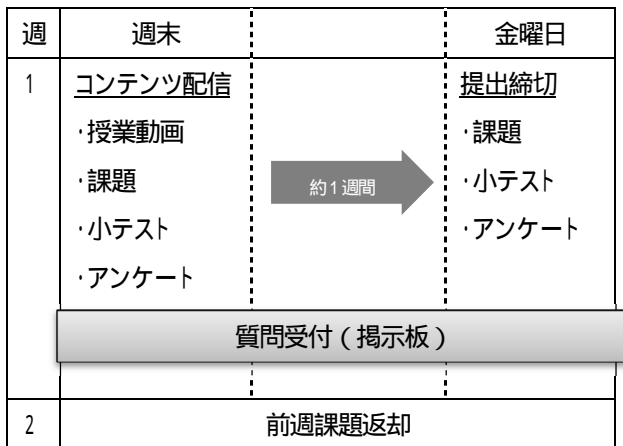 週 週末 金曜日
1 コンテンツ配信 提出締切
・授業動画 ・課題
・課題 約1週間 ・小テスト
・小テスト ・アンケート
・アンケート
質問受付(掲示板)
2 前週課題返却